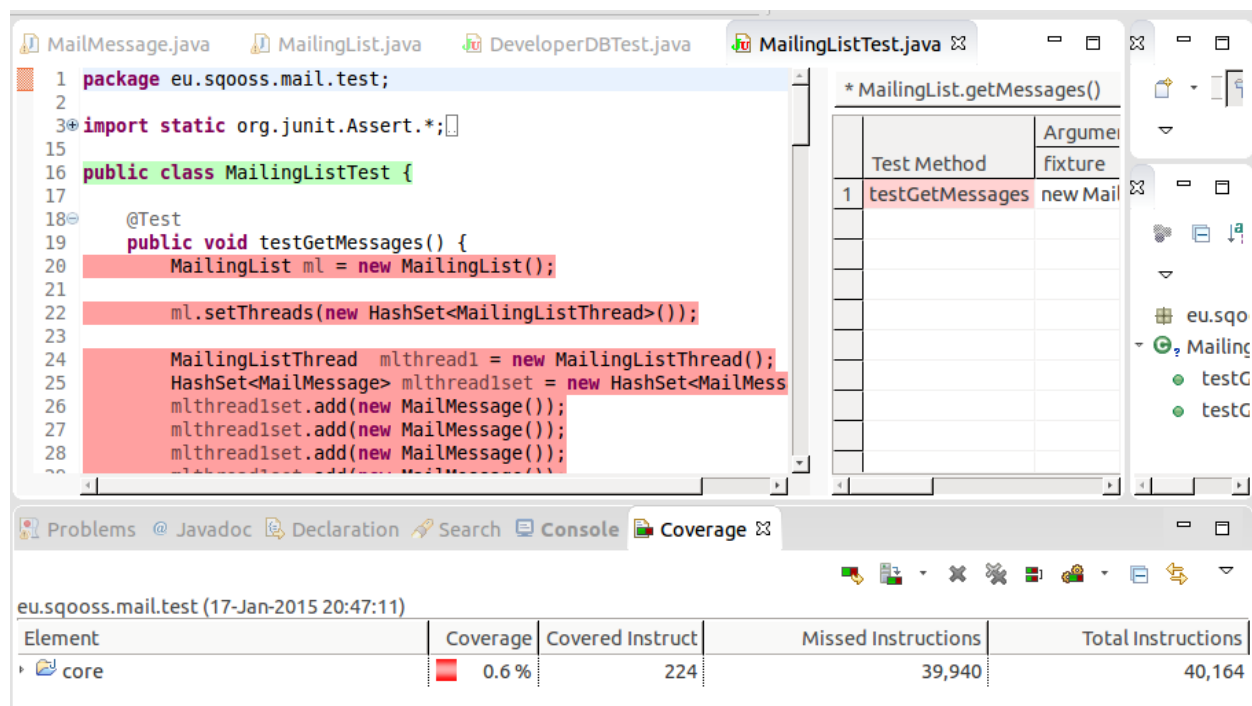 MailMessage.java MailingList.java DeveloperDBTest.java MailingListTest.java
1 package eu.sqooss.mail.test;
2
3 import static org.junit.Assert.*;
15
16 public class MailingListTest {
17
18 @Test
19 public void testGetMessages() {
20 MailingList ml = new MailingList();
21
22 ml.setThreads(new HashSet<MailingListThread>());
23
24 MailingListThread mlthread1 = new MailingListThread();
25 HashSet<MailMessage> mlthread1set = new HashSet<MailMess
26 mlthread1set.add(new MailMessage());
27 mlthread1set.add(new MailMessage());
28 mlthread1set.add(new MailMessage());
* MailingList.getMessages()
Argume
Test Method fixture
1 testGetMessages new Mail
eu.sqo
Mailing
testG
testG
Problems @ Javadoc Declaration Search Console Coverage
eu.sqooss.mail.test (17-Jan-2015 20:47:11)
Element Coverage Covered Instruct Missed Instructions Total Instructions
core 0.6 % 224 39,940 40,164